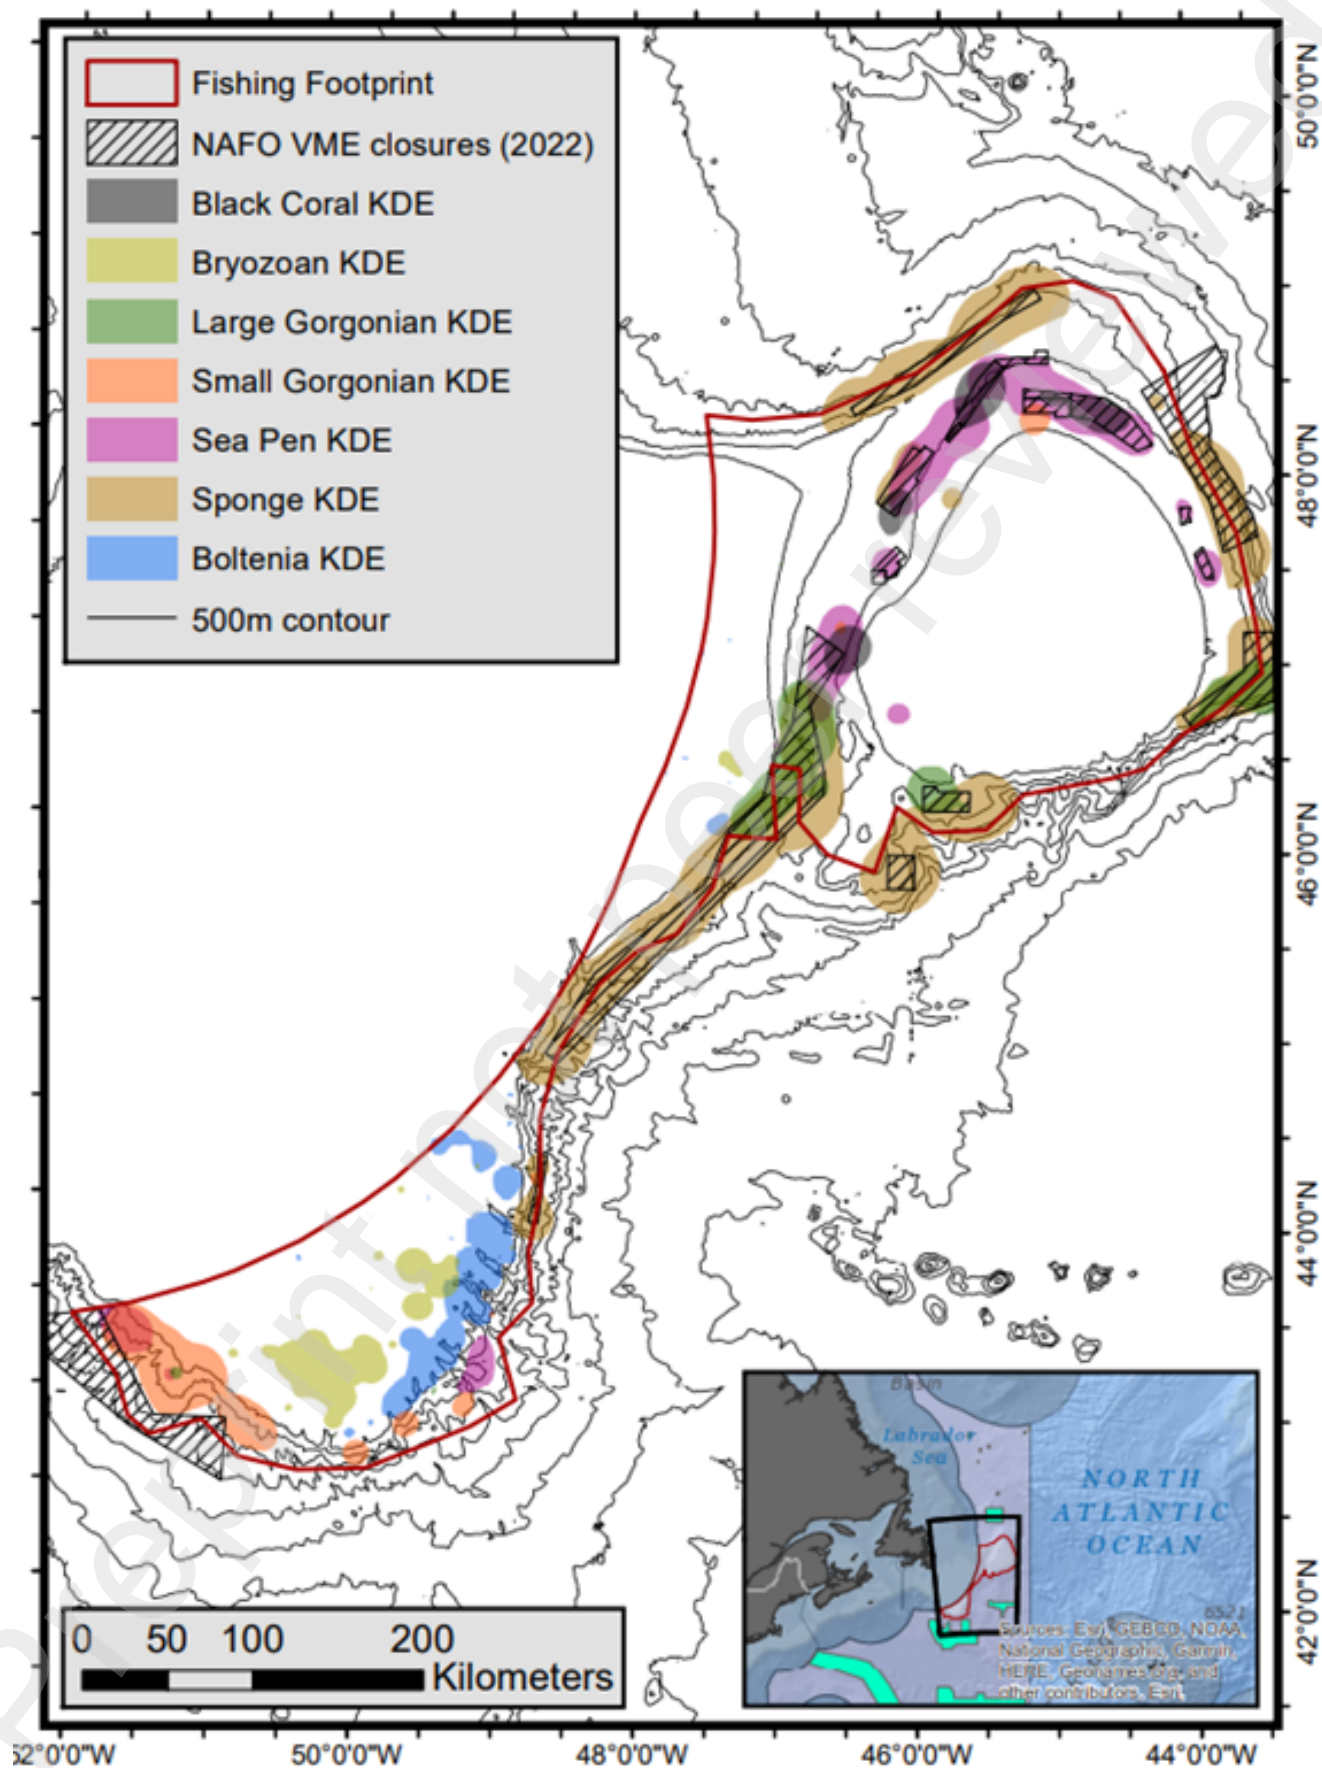 Fishing Footprint
NAFO VME closures (2022)
Black Coral KDE
Bryozoan KDE
Large Gorgonian KDE
Small Gorgonian KDE
Sea Pen KDE
Sponge KDE
Boltenia KDE
500m contour
50°0'0"N
48°0'0"N
46°0'0"N
44°0'0"N
42°0'0"N
preprint not peer reviewed
Basin
Labrador
Sea
NORTH
ATLANTIC
OCEAN
6521
Sources: Esri, GEBCO, NOAA,
National Geographic, Garmin,
HERE, Geonames.org, and
other contributors, Esri,
0 50 100 200
Kilometers
52°0'0"W 50°0'0"W 48°0'0"W 46°0'0"W 44°0'0"W